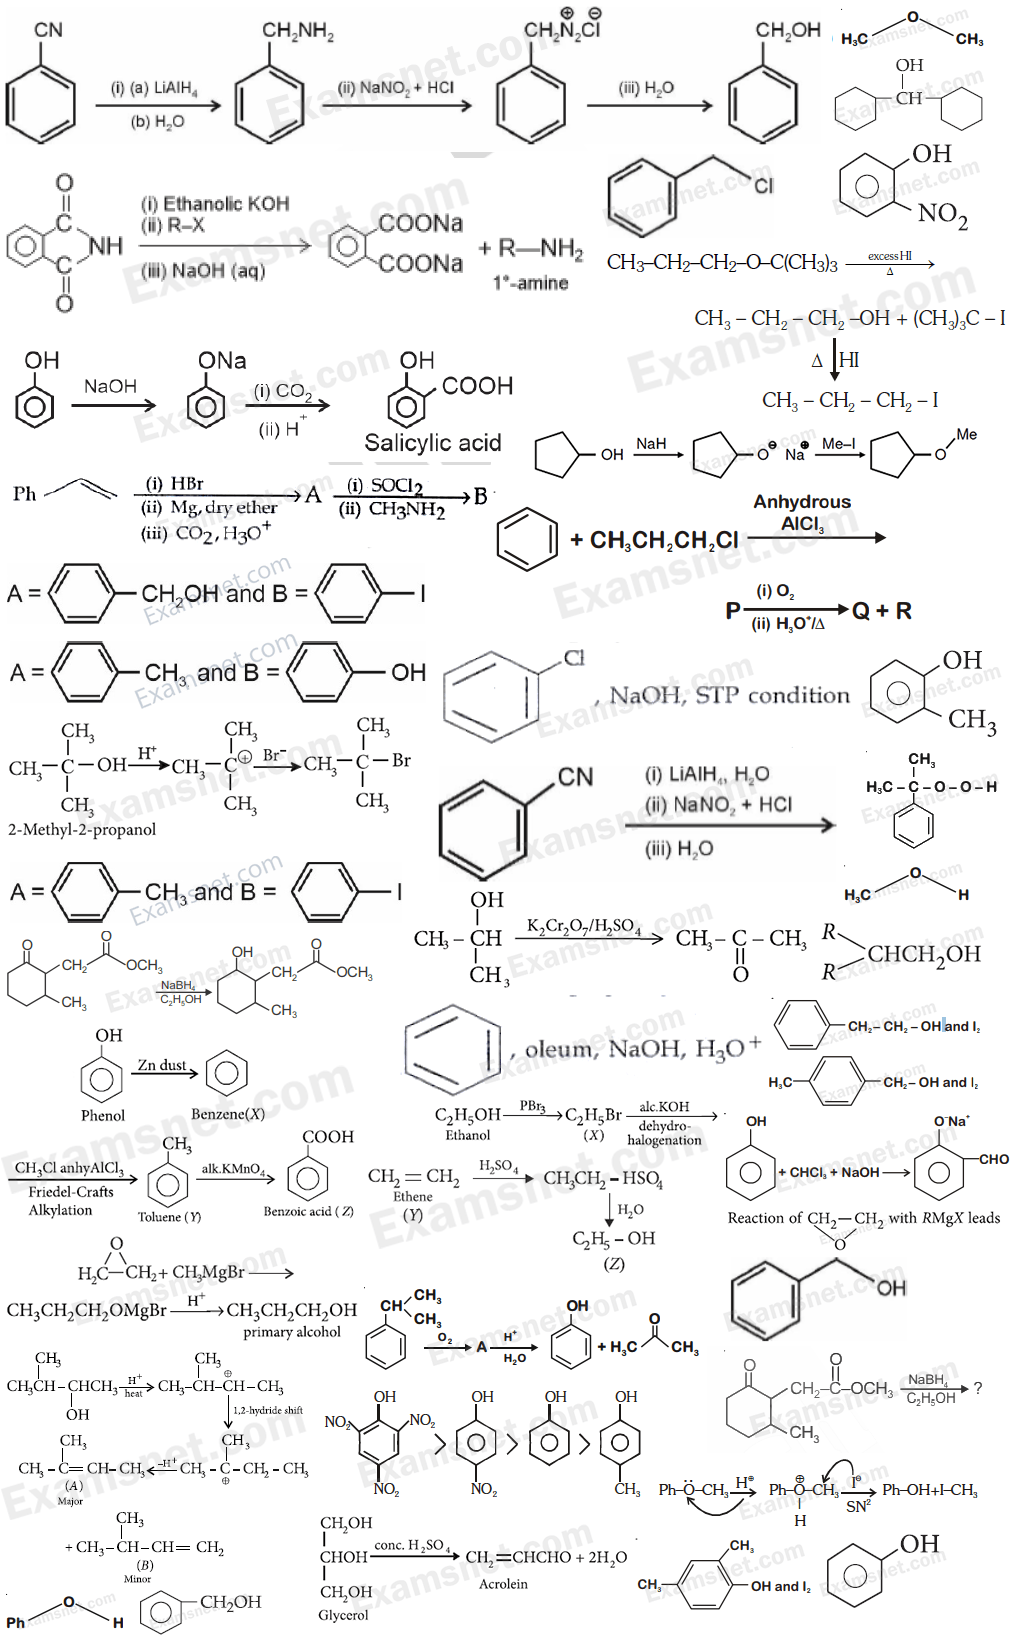 CN
(i) (a) LiAlH₄
(b) H₂O
CH₂NH₂
(ii) NaNO₂ + HCl
CH₂N₂Cl
⊕ ⊖
(iii) H₂O
CH₂OH
H₃C O CH₃
OH
CH
O
NH
O
(i) Ethanolic KOH
(ii) R–X
(iii) NaOH (aq)
COONa
COONa
+ R—NH₂
1°-amine
Cl
OH
NO₂
CH₃–CH₂–CH₂–O–C(CH₃)₃ excess HI
Δ
CH₃ – CH₂ – CH₂ –OH + (CH₃)₃C – I
Δ HI
CH₃ – CH₂ – CH₂ – I
OH
NaOH
ONa
(i) CO₂
(ii) H⁺
OH
COOH
Salicylic acid
OH NaH O⊖ Na⊕ Me–I O Me
Ph
(i) HBr
(ii) Mg, dry ether
(iii) CO₂, H₃O⁺
A
(i) SOCl₂
(ii) CH₃NH₂
B
+ CH₃CH₂CH₂Cl
Anhydrous
AlCl₃
A = CH₂OH and B = I
P (i) O₂
(ii) H₃O⁺/Δ
Q + R
A = CH₃ and B = OH
Cl
, NaOH, STP condition
OH
CH₃
CH₃
CH₃ – C – OH
CH₃
H⁺
CH₃
CH₃ – C⊕
CH₃
Br⁻
CH₃
CH₃ – C – Br
CH₃
2-Methyl-2-propanol
CN
(i) LiAlH₄, H₂O
(ii) NaNO₂ + HCl
(iii) H₂O
CH₃
H₃C – C – O – O – H
A = CH₃ and B = I
H₃C O H
OH
CH₃ – CH
CH₃
K₂Cr₂O₇/H₂SO₄
CH₃ – C – CH₃
O
R
R
CHCH₂OH
O
CH₂
O
OCH₃
CH₃
NaBH₄
C₂H₅OH
OH
CH₂
O
OCH₃
CH₃
, oleum, NaOH, H₃O⁺
CH₂– CH₂ – OH and I₂
H₃C CH₂– OH and I₂
OH
Phenol
Zn dust
Benzene(X)
C₂H₅OH
Ethanol
PBr₃
C₂H₅Br
(X)
alc.KOH
dehydro-
halogenation
OH
+ CHCl₃ + NaOH
O⁻Na⁺
CHO
CH₃Cl anhyAlCl₃
Friedel-Crafts
Alkylation
CH₃
Toluene (Y)
alk.KMnO₄
COOH
Benzoic acid (Z)
CH₂=CH₂
Ethene
(Y)
H₂SO₄
CH₃CH₂ – HSO₄
H₂O
C₂H₅ – OH
(Z)
Reaction of CH₂—CH₂ with RMgX leads
O
O
H₂C—CH₂ + CH₃MgBr
CH₃CH₂CH₂OMgBr H⁺ CH₃CH₂CH₂OH
primary alcohol
CH₃
CH
CH₃
O₂
A
H⁺
H₂O
OH
+ H₃C
O
CH₃
OH
CH₃
CH₃CH – CHCH₃
OH
H⁺
heat
CH₃
CH₃–CH–CH–CH₃
⊕
1,2-hydride shift
CH₃
CH₃ – C – CH₂ – CH₃
⊕
–H⁺
CH₃
CH₃ – C=CH– CH₃
(A)
Major
CH₃
+ CH₃–CH–CH=CH₂
(B)
Minor
OH
NO₂ NO₂
NO₂
>
OH
NO₂
>
OH
>
OH
CH₃
O
CH₂
O
C–OCH₃
CH₃
NaBH₄
C₂H₅OH
?
Ph–O–CH₃ H⊕ Ph–O–CH₃ I⊖ Ph–OH+I–CH₃
⊕
H
SN²
CH₂OH
CHOH
CH₂OH
Glycerol
conc. H₂SO₄
CH₂=CHCHO + 2H₂O
Acrolein
CH₃
CH₃
OH and I₂
OH
Ph O H
CH₂OH
Examsnet.com